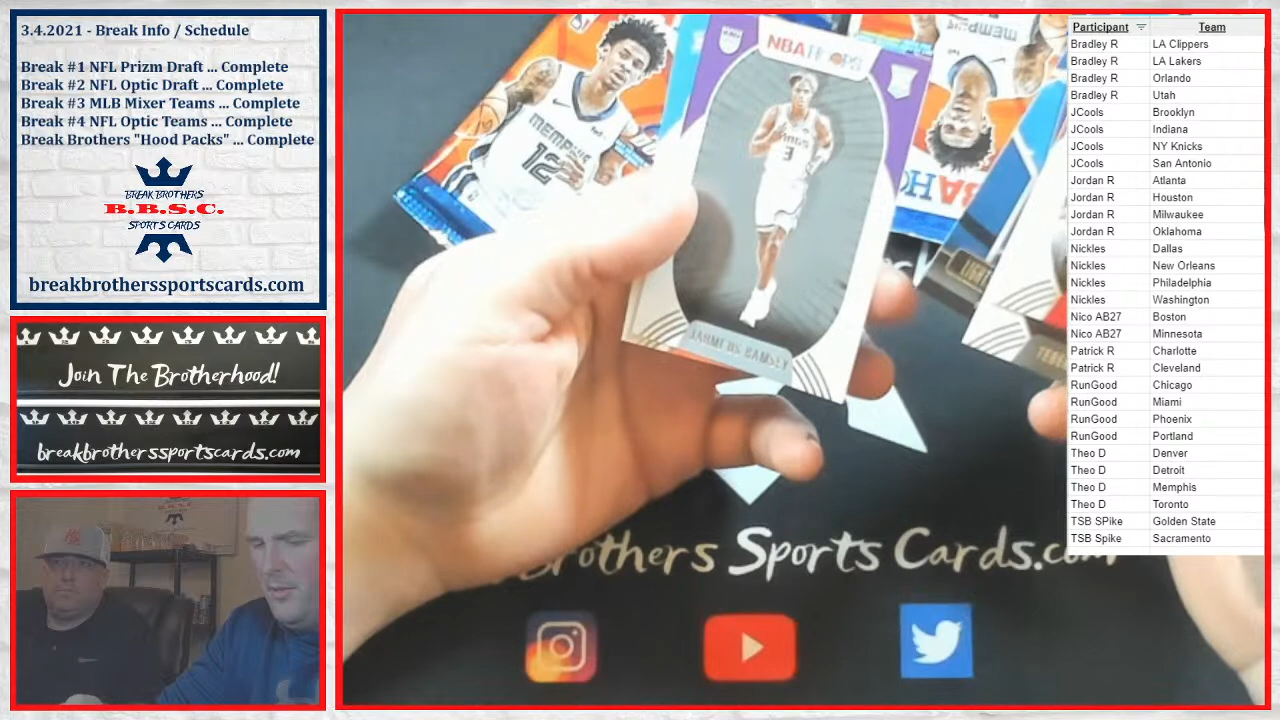 3.4.2021 - Break Info / Schedule
Break #1 NFL Prizm Draft ... Complete
Break #2 NFL Optic Draft ... Complete
Break #3 MLB Mixer Teams ... Complete
Break #4 NFL Optic Teams ... Complete
Break Brothers "Hood Packs" ... Complete
BREAK BROTHERS
B.B.S.C.
SPORTS CARDS
breakbrotherssportscards.com
Join The Brotherhood!
breakbrotherssportscards.com
NBA HOOPS
MEMPHIS
12
KINGS
3
JAHMI'US RAMSEY
Brothers Sports Cards.com
Participant Team
Bradley R LA Clippers
Bradley R LA Lakers
Bradley R Orlando
Bradley R Utah
JCools Brooklyn
JCools Indiana
JCools NY Knicks
JCools San Antonio
Jordan R Atlanta
Jordan R Houston
Jordan R Milwaukee
Jordan R Oklahoma
Nickles Dallas
Nickles New Orleans
Nickles Philadelphia
Nickles Washington
Nico AB27 Boston
Nico AB27 Minnesota
Patrick R Charlotte
Patrick R Cleveland
RunGood Chicago
RunGood Miami
RunGood Phoenix
RunGood Portland
Theo D Denver
Theo D Detroit
Theo D Memphis
Theo D Toronto
TSB SPike Golden State
TSB Spike Sacramento